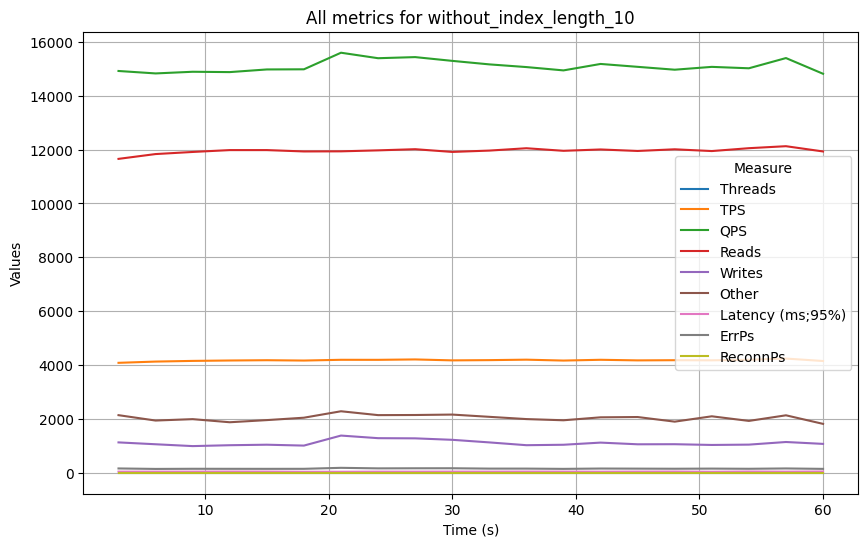 All metrics for without_index_length_10
Values
16000
14000
12000
10000
8000
6000
4000
2000
0
10
20
30
40
50
60
Time (s)
Measure
Threads
TPS
QPS
Reads
Writes
Other
Latency (ms;95%)
ErrPs
ReconnPs